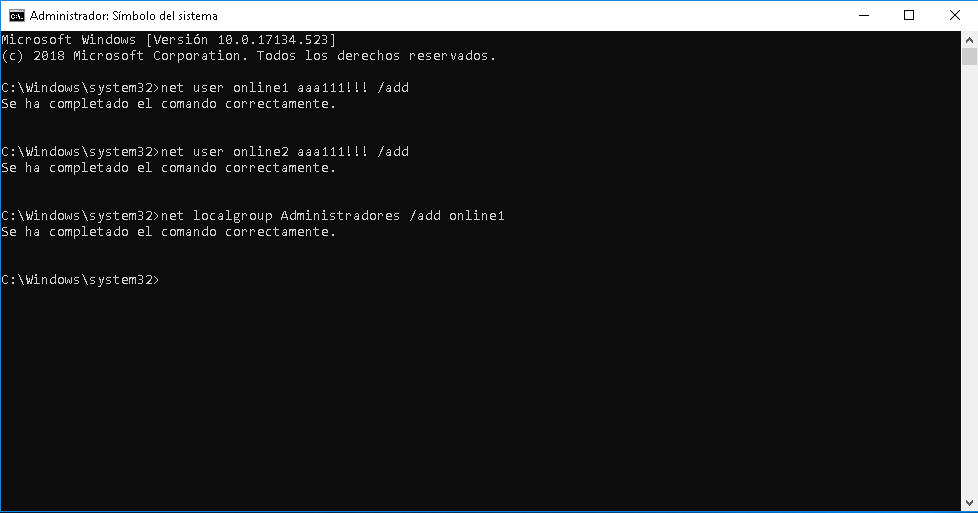 Administrador: Símbolo del sistema
Microsoft Windows [Versión 10.0.17134.523]
(c) 2018 Microsoft Corporation. Todos los derechos reservados.
C:\Windows\system32>net user online1 aaa111!!! /add
Se ha completado el comando correctamente.
C:\Windows\system32>net user online2 aaa111!!! /add
Se ha completado el comando correctamente.
C:\Windows\system32>net localgroup Administradores /add online1
Se ha completado el comando correctamente.
C:\Windows\system32>